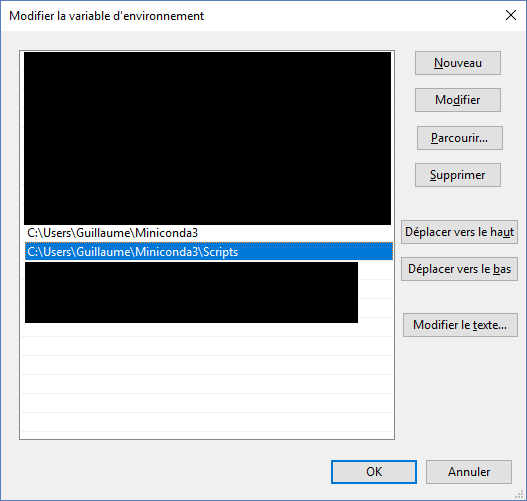 Modifier la variable d'environnement
Nouveau
Modifier
Parcourir...
Supprimer
C:\Users\Guillaume\Miniconda3
Déplacer vers le haut
C:\Users\Guillaume\Miniconda3\Scripts
Déplacer vers le bas
Modifier le texte...
OK
Annuler